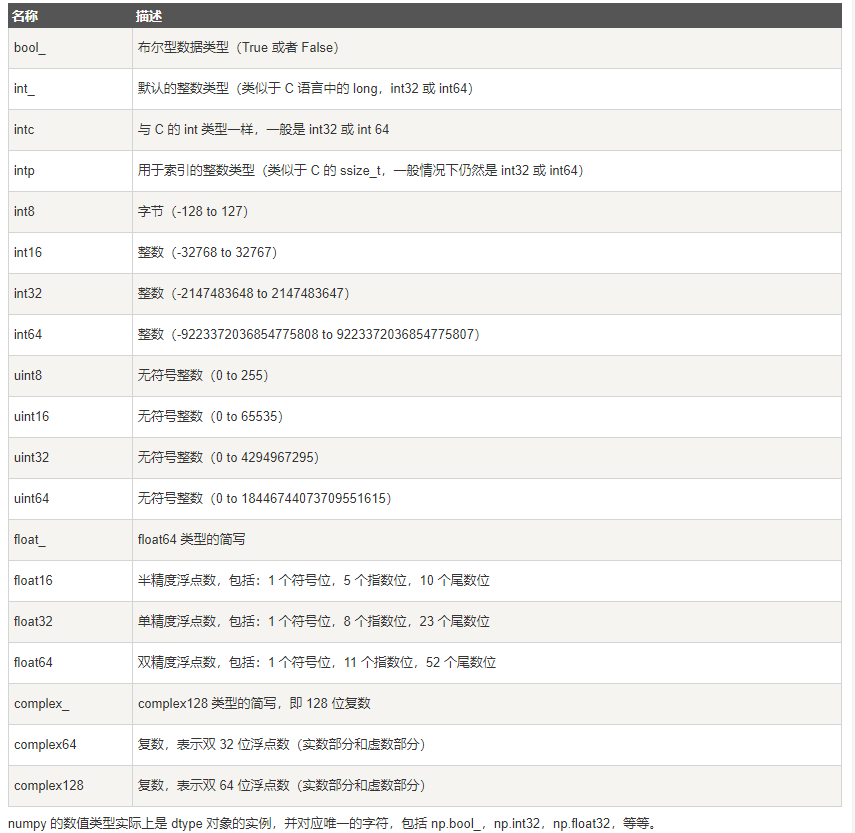 名称 描述
bool_ 布尔型数据类型（True 或者 False）
int_ 默认的整数类型（类似于 C 语言中的 long，int32 或 int64）
intc 与 C 的 int 类型一样，一般是 int32 或 int 64
intp 用于索引的整数类型（类似于 C 的 ssize_t，一般情况下仍然是 int32 或 int64）
int8 字节（-128 to 127）
int16 整数（-32768 to 32767）
int32 整数（-2147483648 to 2147483647）
int64 整数（-9223372036854775808 to 9223372036854775807）
uint8 无符号整数（0 to 255）
uint16 无符号整数（0 to 65535）
uint32 无符号整数（0 to 4294967295）
uint64 无符号整数（0 to 18446744073709551615）
float_ float64 类型的简写
float16 半精度浮点数，包括：1 个符号位，5 个指数位，10 个尾数位
float32 单精度浮点数，包括：1 个符号位，8 个指数位，23 个尾数位
float64 双精度浮点数，包括：1 个符号位，11 个指数位，52 个尾数位
complex_ complex128 类型的简写，即 128 位复数
complex64 复数，表示双 32 位浮点数（实数部分和虚数部分）
complex128 复数，表示双 64 位浮点数（实数部分和虚数部分）
numpy 的数值类型实际上是 dtype 对象的实例，并对应唯一的字符，包括 np.bool_，np.int32，np.float32，等等。